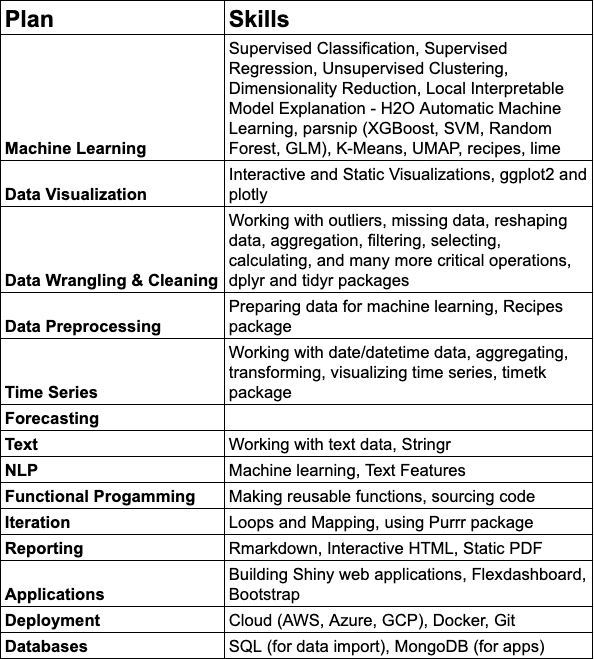 Plan Skills
Machine Learning
Supervised Classification, Supervised
Regression, Unsupervised Clustering,
Dimensionality Reduction, Local Interpretable
Model Explanation - H2O Automatic Machine
Learning, parsnip (XGBoost, SVM, Random
Forest, GLM), K-Means, UMAP, recipes, lime
Data Visualization
Interactive and Static Visualizations, ggplot2 and
plotly
Data Wrangling & Cleaning
Working with outliers, missing data, reshaping
data, aggregation, filtering, selecting,
calculating, and many more critical operations,
dplyr and tidyr packages
Data Preprocessing
Preparing data for machine learning, Recipes
package
Time Series
Working with date/datetime data, aggregating,
transforming, visualizing time series, timetk
package
Forecasting
Text Working with text data, Stringr
NLP Machine learning, Text Features
Functional Progamming Making reusable functions, sourcing code
Iteration Loops and Mapping, using Purrr package
Reporting Rmarkdown, Interactive HTML, Static PDF
Applications
Building Shiny web applications, Flexdashboard,
Bootstrap
Deployment Cloud (AWS, Azure, GCP), Docker, Git
Databases SQL (for data import), MongoDB (for apps)